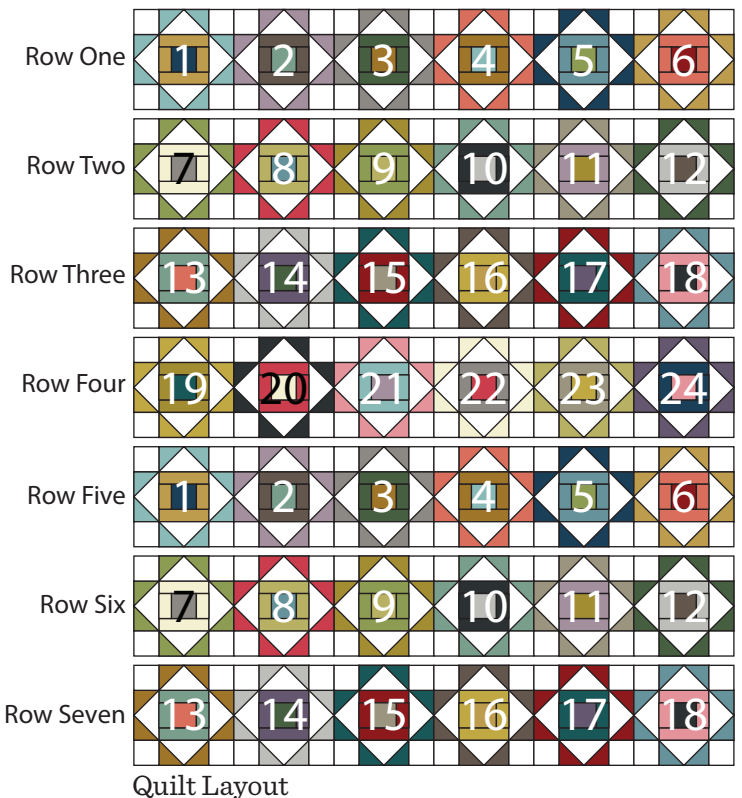 Row One 1 2 3 4 5 6
Row Two 7 8 9 10 11 12
Row Three 13 14 15 16 17 18
Row Four 19 20 21 22 23 24
Row Five 1 2 3 4 5 6
Row Six 7 8 9 10 11 12
Row Seven 13 14 15 16 17 18
Quilt Layout